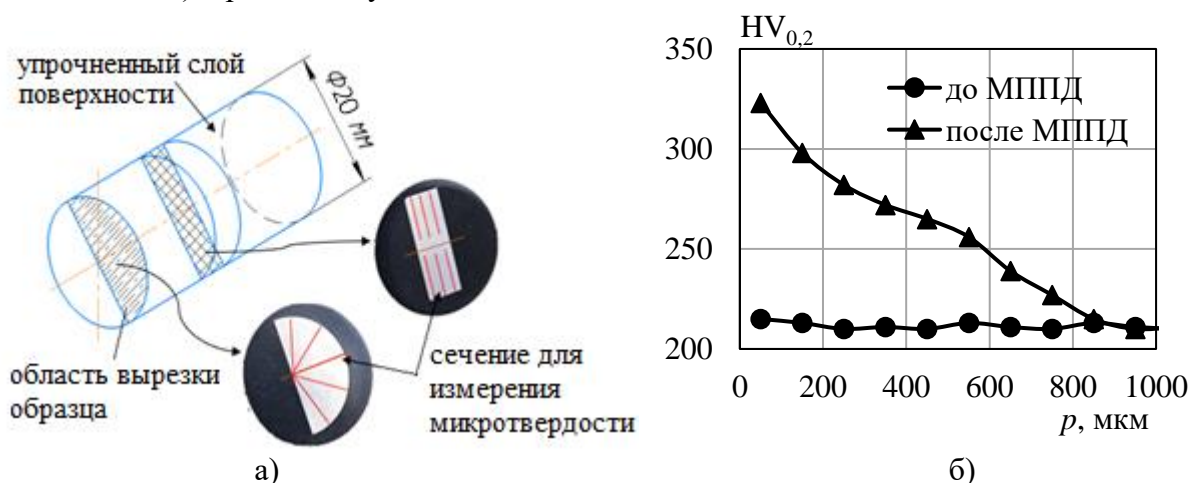 упрочненный слой
поверхности
Ф20 мм
область вырезки
образца
сечение для
измерения
микротвердости
а)
HV0,2
350
300
250
200
до МППД
после МППД
0 200 400 600 800 1000
p, мкм
б)